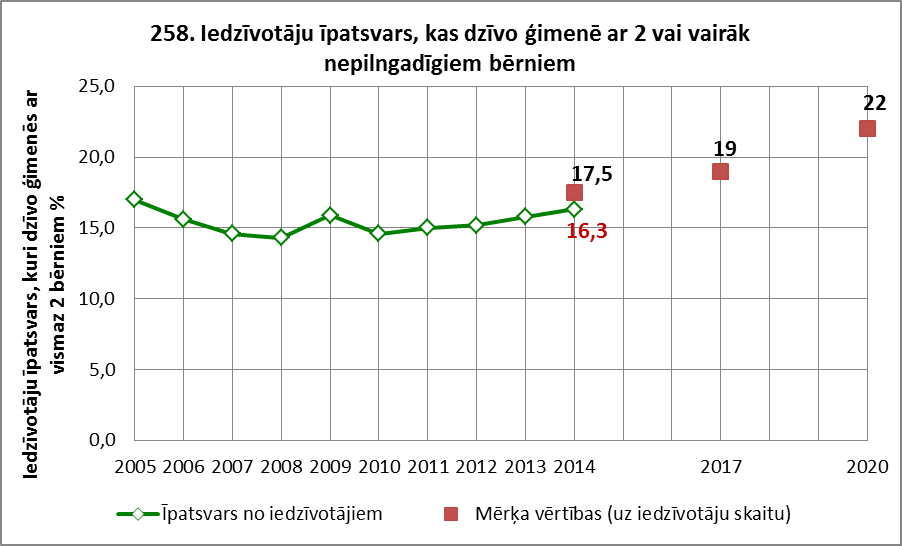 258. Iedzīvotāju īpatsvars, kas dzīvo ģimenē ar 2 vai vairāk
nepilngadīgiem bērniem
Iedzīvotāju īpatsvars, kuri dzīvo ģimenēs ar
vismaz 2 bērniem %
25,0
20,0
15,0
10,0
5,0
0,0
17,5
16,3
19
22
2005 2006 2007 2008 2009 2010 2011 2012 2013 2014 2017 2020
Īpatsvars no iedzīvotājiem
Mērķa vērtības (uz iedzīvotāju skaitu)